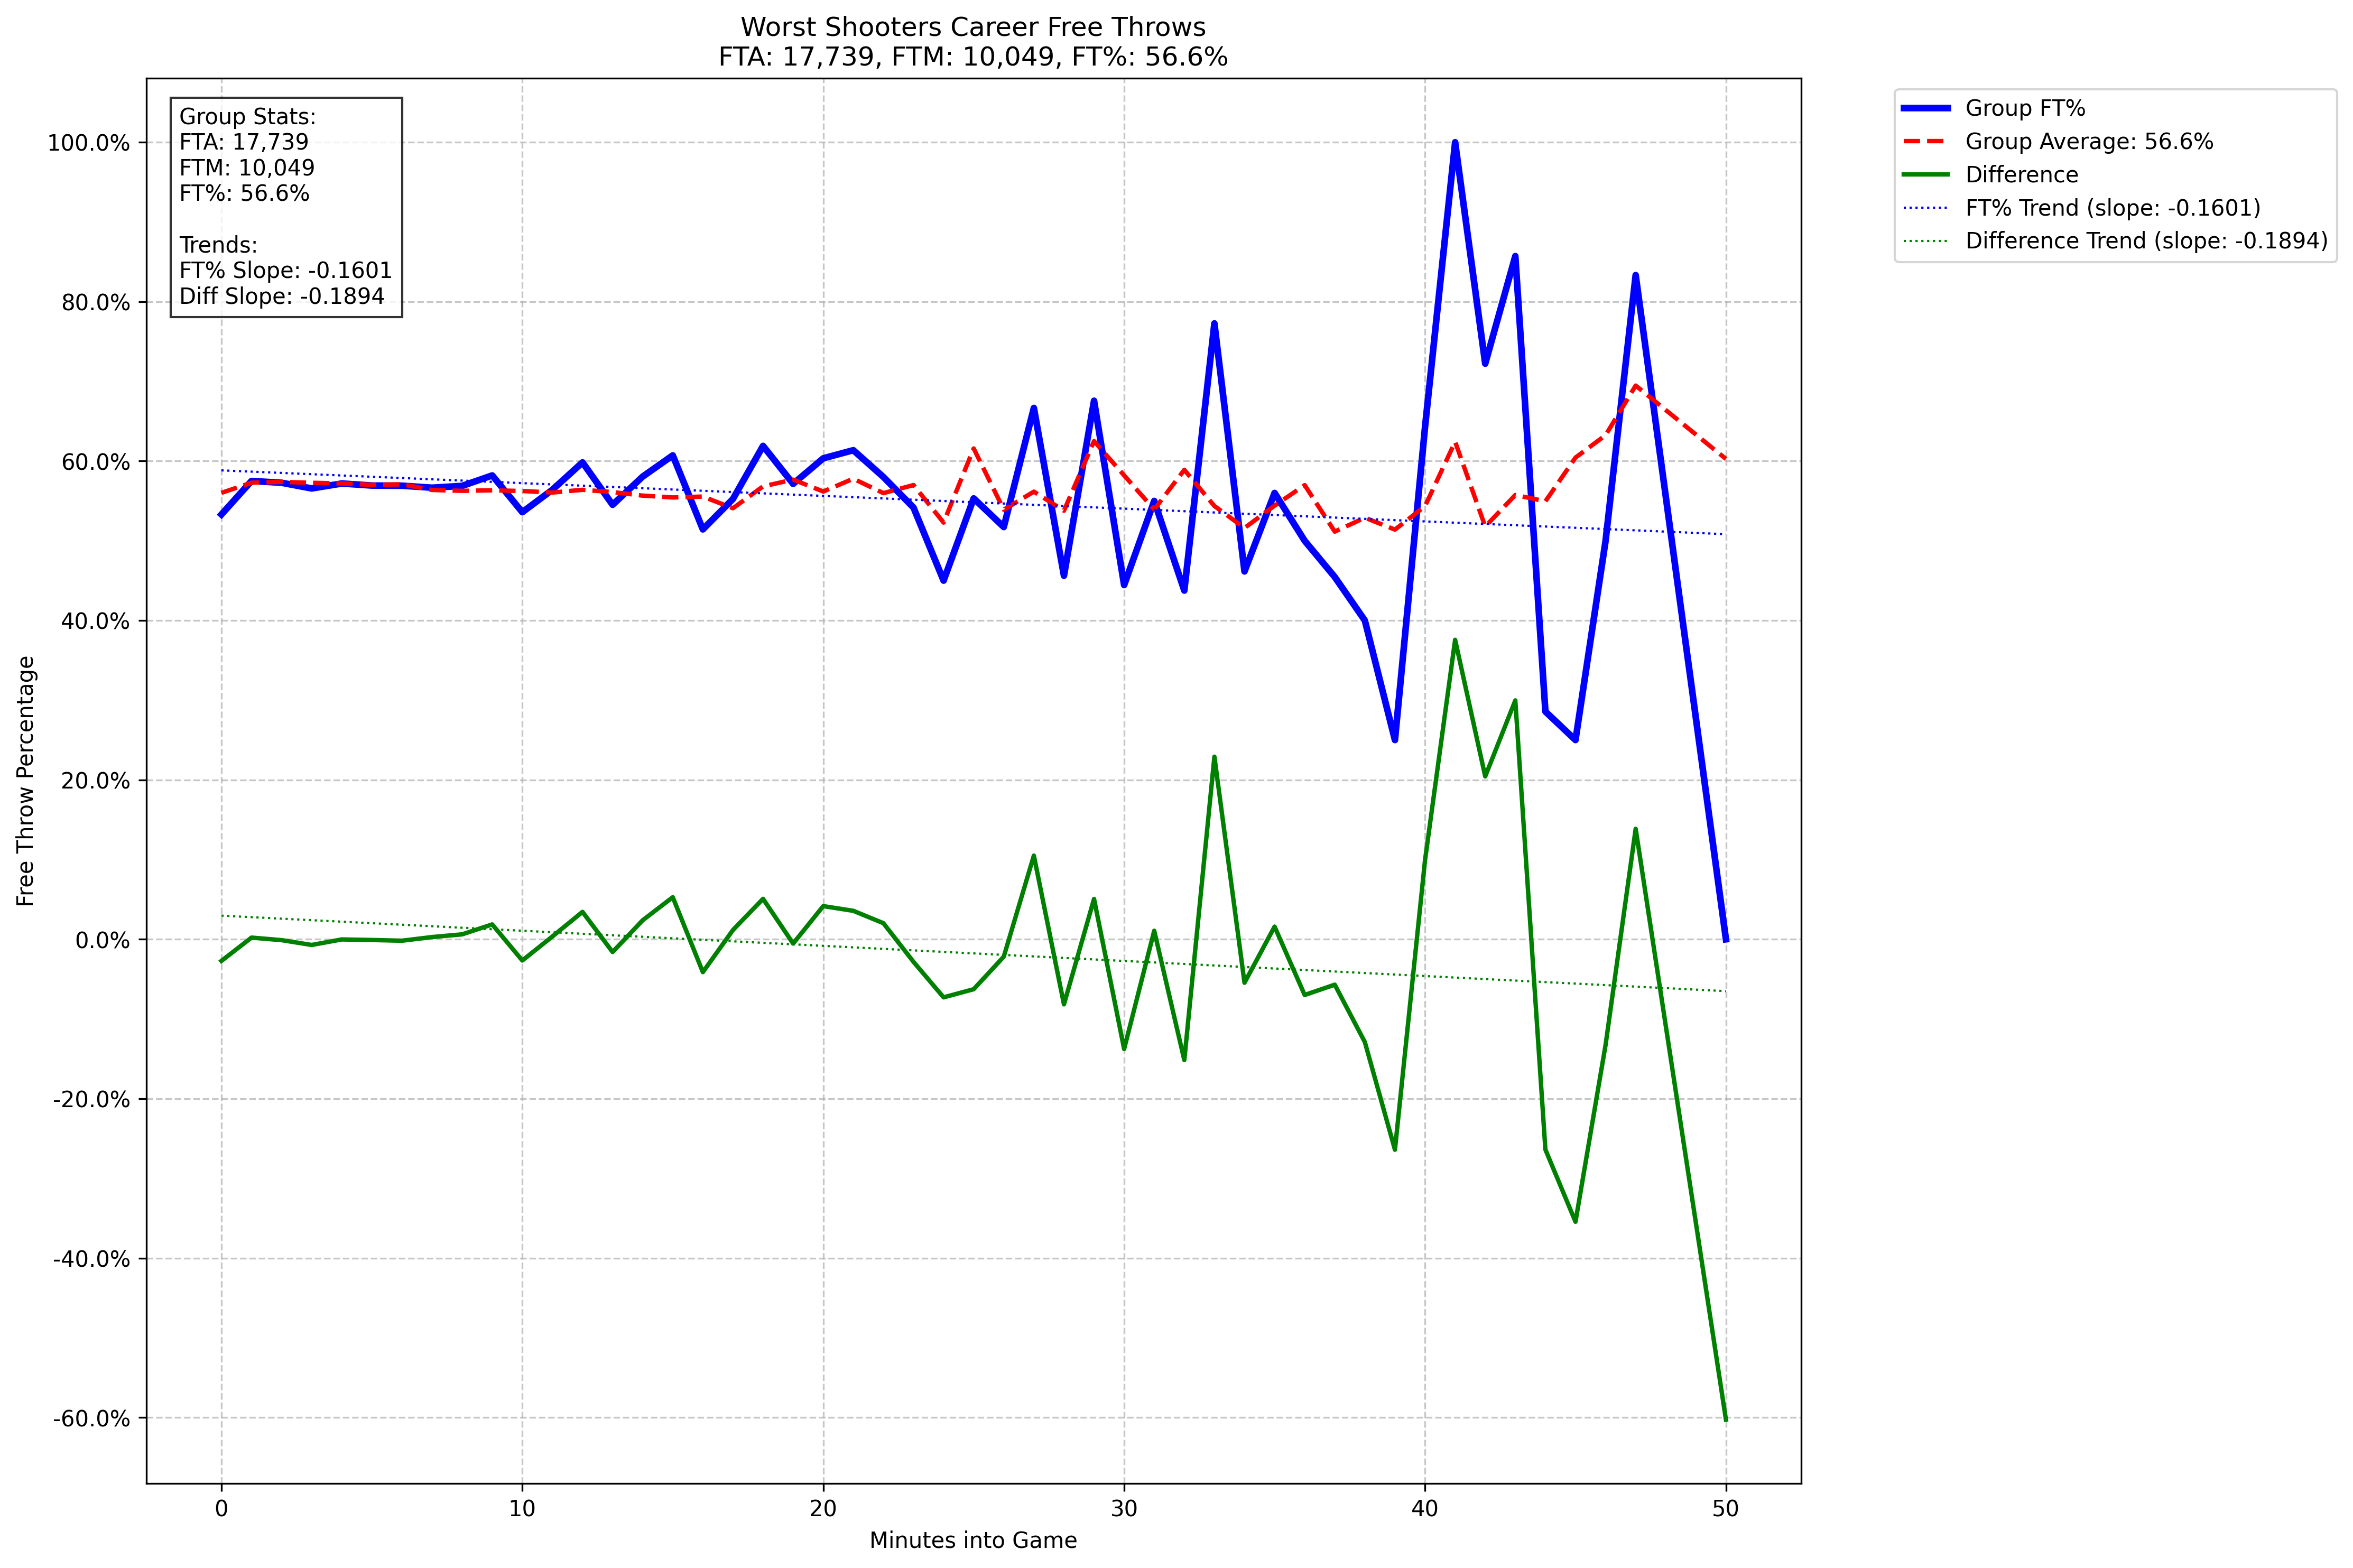 Worst Shooters Career Free Throws
FTA: 17,739, FTM: 10,049, FT%: 56.6%
Group Stats:
FTA: 17,739
FTM: 10,049
FT%: 56.6%
Trends:
FT% Slope: -0.1601
Diff Slope: -0.1894
Group FT%
Group Average: 56.6%
Difference
FT% Trend (slope: -0.1601)
Difference Trend (slope: -0.1894)
Free Throw Percentage
100.0%
80.0%
60.0%
40.0%
20.0%
0.0%
-20.0%
-40.0%
-60.0%
0 10 20 30 40 50
Minutes into Game